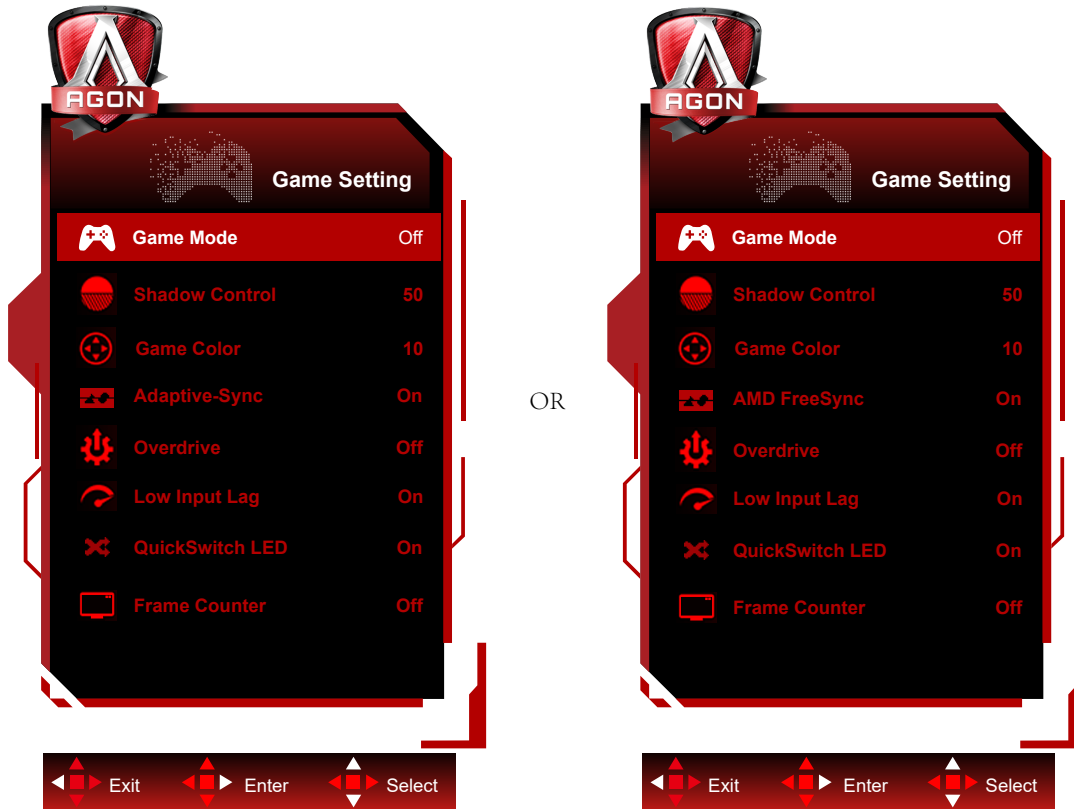 AGON
Game Setting
Game Mode Off
Shadow Control 50
Game Color 10
Adaptive-Sync On
Overdrive Off
Low Input Lag On
QuickSwitch LED On
Frame Counter Off
Exit Enter Select
OR
AGON
Game Setting
Game Mode Off
Shadow Control 50
Game Color 10
AMD FreeSync On
Overdrive Off
Low Input Lag On
QuickSwitch LED On
Frame Counter Off
Exit Enter Select